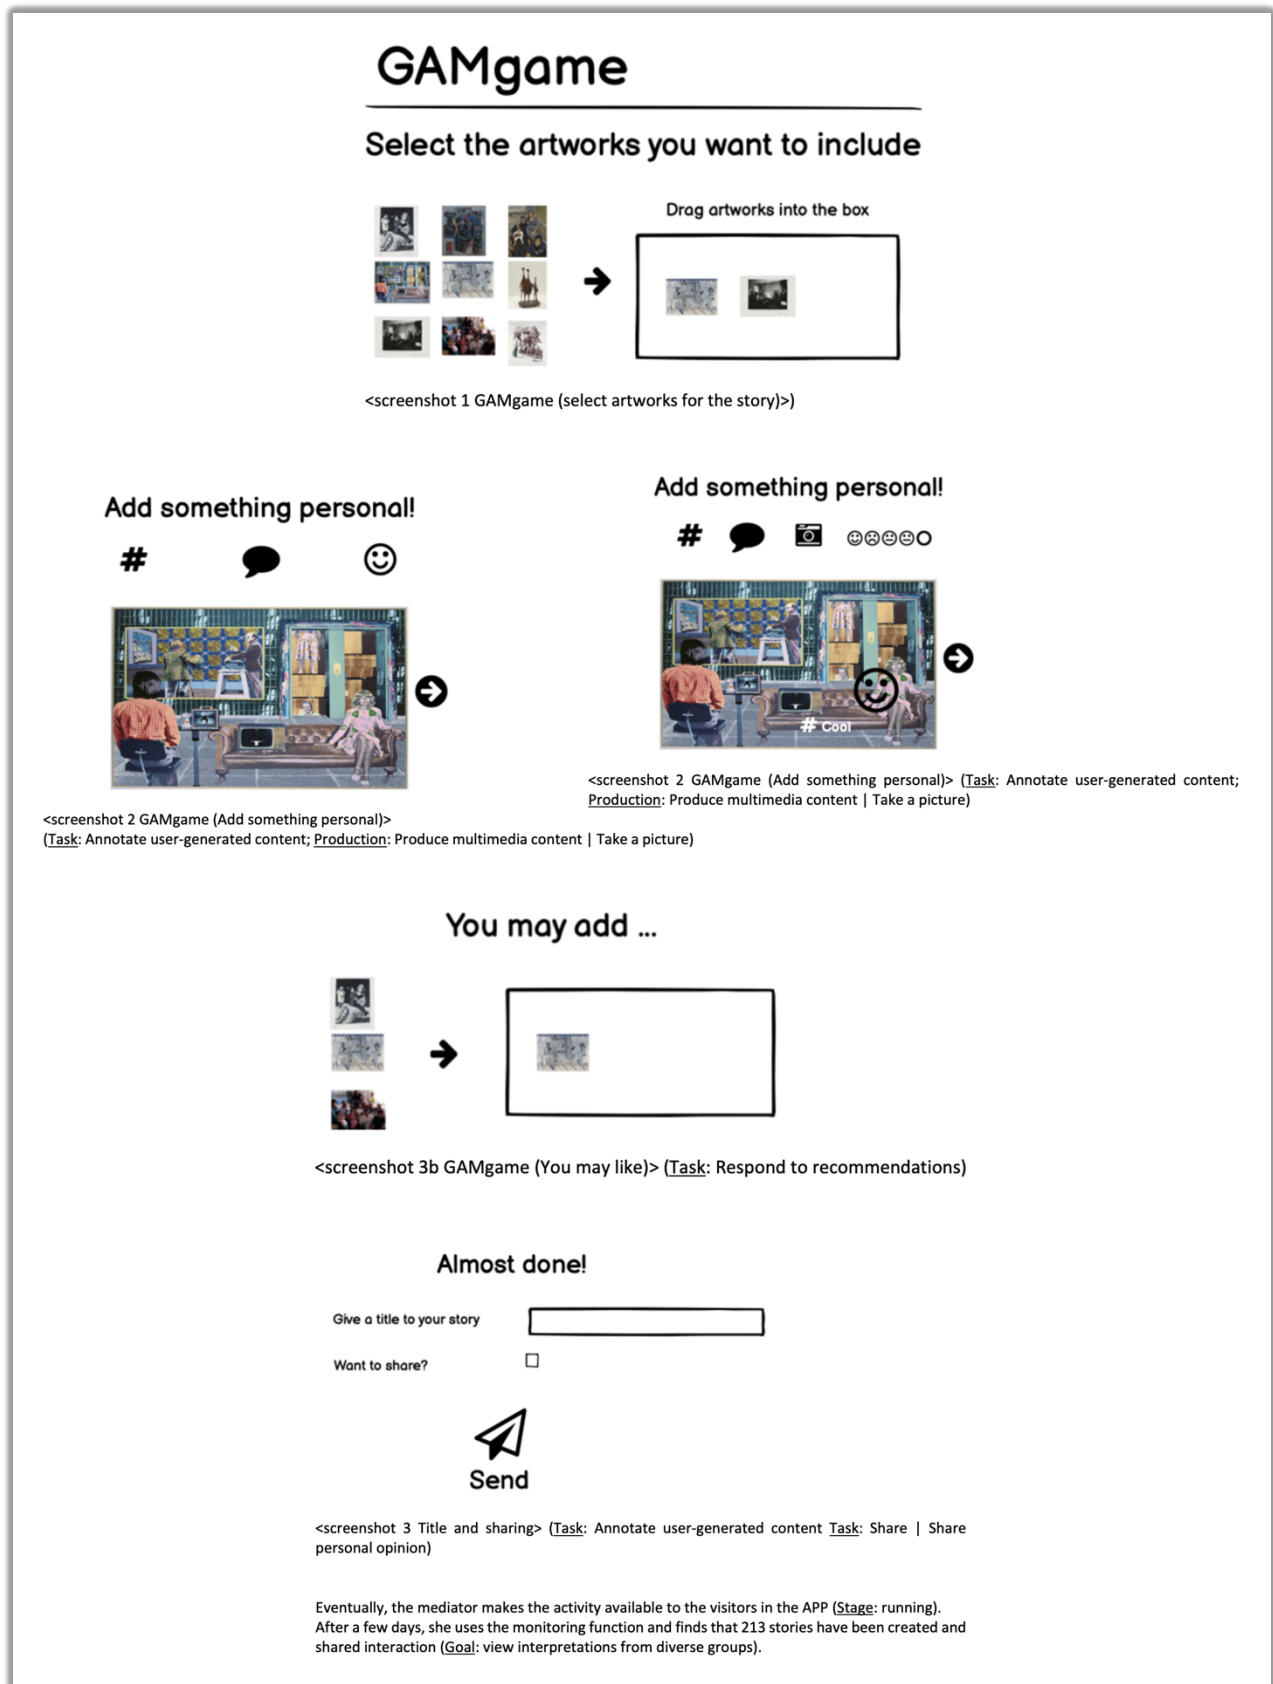 GAMgame
Select the artworks you want to include
Drag artworks into the box
<screenshot 1 GAMgame (select artworks for the story)>)
Add something personal!
#
<screenshot 2 GAMgame (Add something personal)>
(Task: Annotate user-generated content; Production: Produce multimedia content | Take a picture)
Add something personal!
#
# Cool
<screenshot 2 GAMgame (Add something personal)> (Task: Annotate user-generated content;
Production: Produce multimedia content | Take a picture)
You may add ...
<screenshot 3b GAMgame (You may like)> (Task: Respond to recommendations)
Almost done!
Give a title to your story
Want to share?
Send
<screenshot 3 Title and sharing> (Task: Annotate user-generated content Task: Share | Share
personal opinion)
Eventually, the mediator makes the activity available to the visitors in the APP (Stage: running).
After a few days, she uses the monitoring function and finds that 213 stories have been created and
shared interaction (Goal: view interpretations from diverse groups).